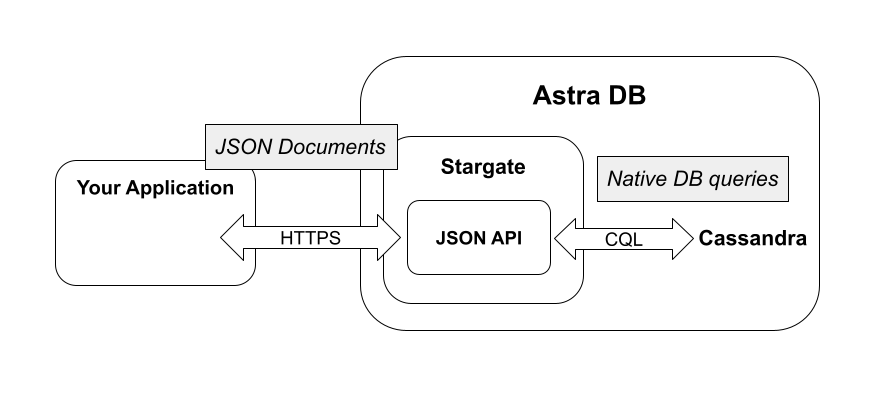 Astra DB
JSON Documents
Stargate
Native DB queries
Your Application
HTTPS
JSON API
CQL
Cassandra